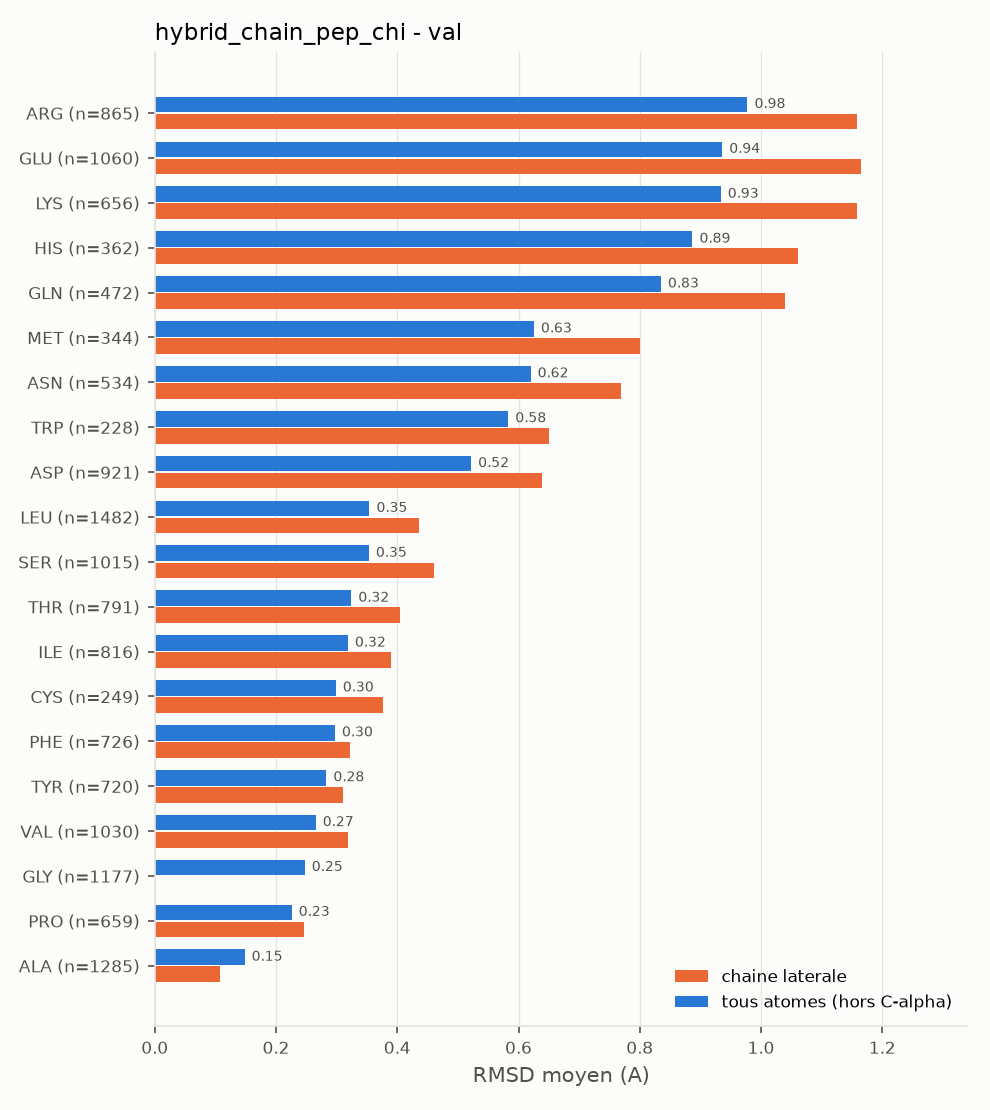 hybrid_chain_pep_chi - val
ARG (n=865)
0.98
GLU (n=1060)
0.94
LYS (n=656)
0.93
HIS (n=362)
0.89
GLN (n=472)
0.83
MET (n=344)
0.63
ASN (n=534)
0.62
TRP (n=228)
0.58
ASP (n=921)
0.52
LEU (n=1482)
0.35
SER (n=1015)
0.35
THR (n=791)
0.32
ILE (n=816)
0.32
CYS (n=249)
0.30
PHE (n=726)
0.30
TYR (n=720)
0.28
VAL (n=1030)
0.27
GLY (n=1177)
0.25
PRO (n=659)
0.23
ALA (n=1285)
0.15
chaine laterale
tous atomes (hors C-alpha)
0.0 0.2 0.4 0.6 0.8 1.0 1.2
RMSD moyen (A)